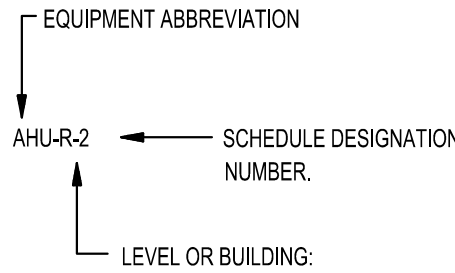 EQUIPMENT ABBREVIATION
AHU-R-2
SCHEDULE DESIGNATION
NUMBER.
LEVEL OR BUILDING: